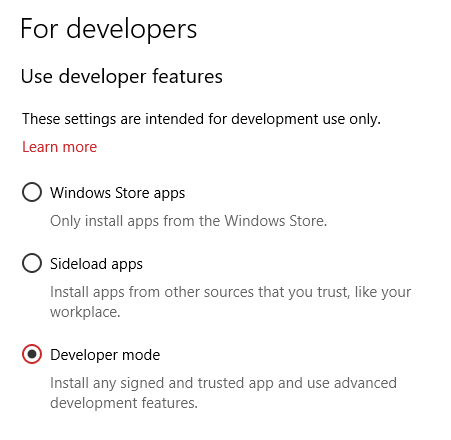 For developers
Use developer features
These settings are intended for development use only.
Learn more
Windows Store apps
Only install apps from the Windows Store.
Sideload apps
Install apps from other sources that you trust, like your
workplace.
Developer mode
Install any signed and trusted app and use advanced
development features.